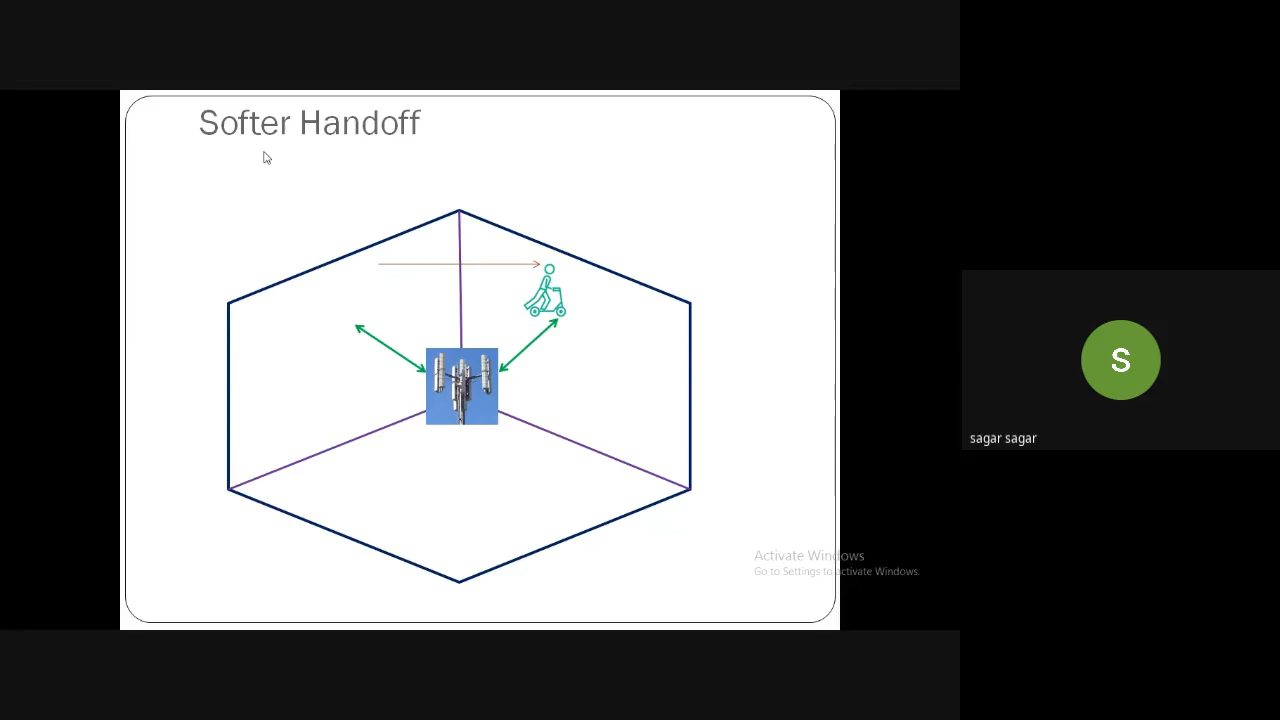 Softer Handoff
S
sagar sagar
Activate Windows
Go to Settings to activate Windows.